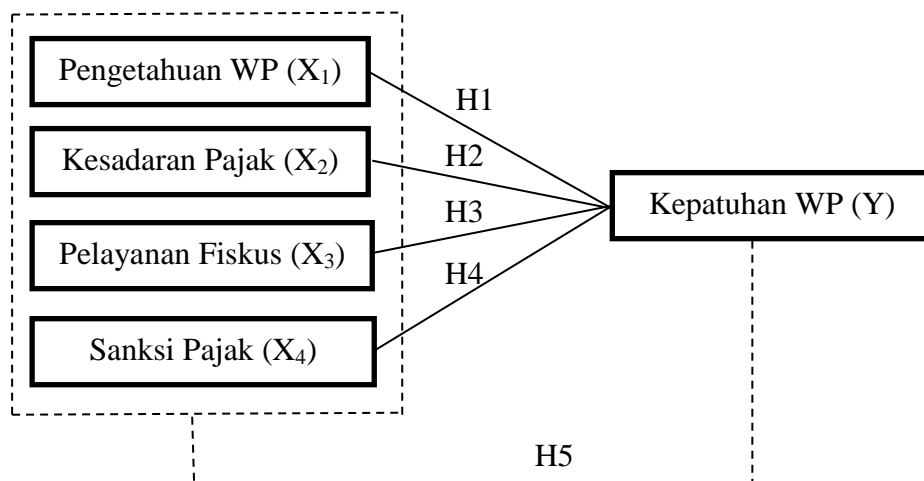 Pengetahuan WP (X₁)
H1
Kesadaran Pajak (X₂)
H2
Kepatuhan WP (Y)
H3
Pelayanan Fiskus (X₃)
H4
Sanksi Pajak (X₄)
H5